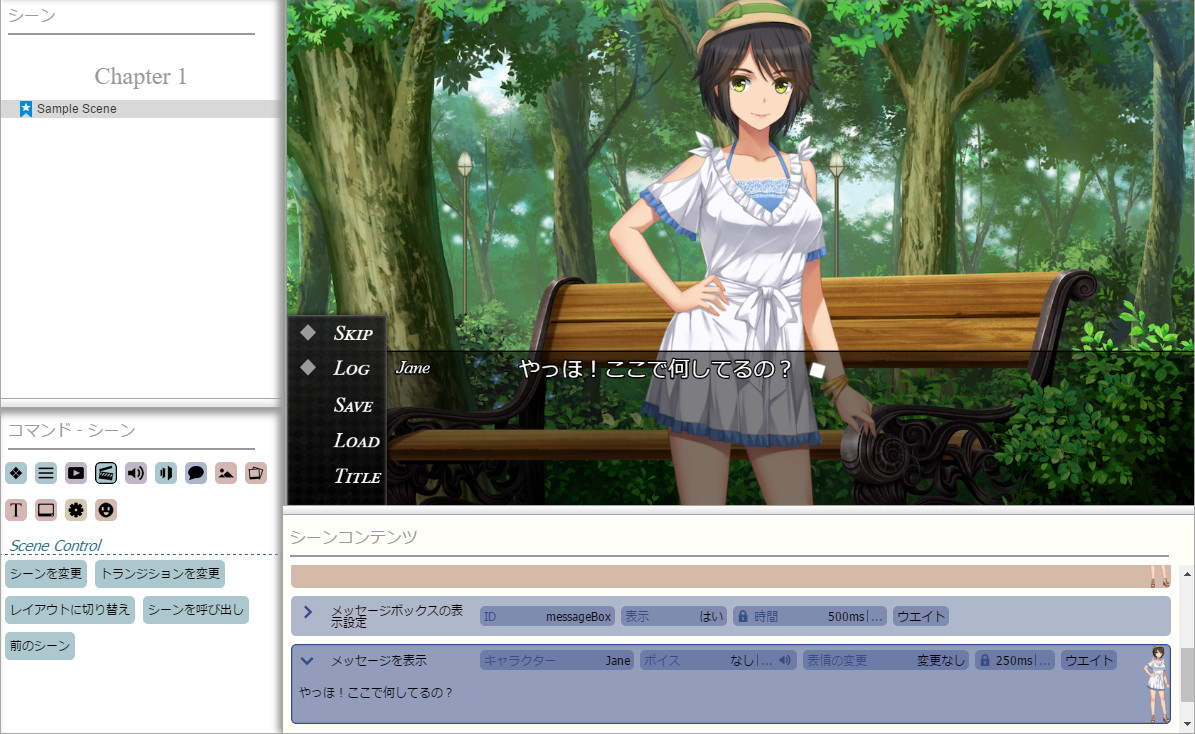 シーン
Chapter 1
Sample Scene
Skip
Log
Save
Load
Title
Jane
やっほ！ここで何してるの？
コマンド - シーン
T
Scene Control
シーンを変更
トランジションを変更
レイアウトに切り替え
シーンを呼び出し
前のシーン
シーンコンテンツ
メッセージボックスの表
示設定
ID messageBox
表示 はい
時間 500ms|...
ウエイト
メッセージを表示
キャラクター Jane
ボイス なし|...
表情の変更 変更なし
250ms|...
ウエイト
やっほ！ここで何してるの？